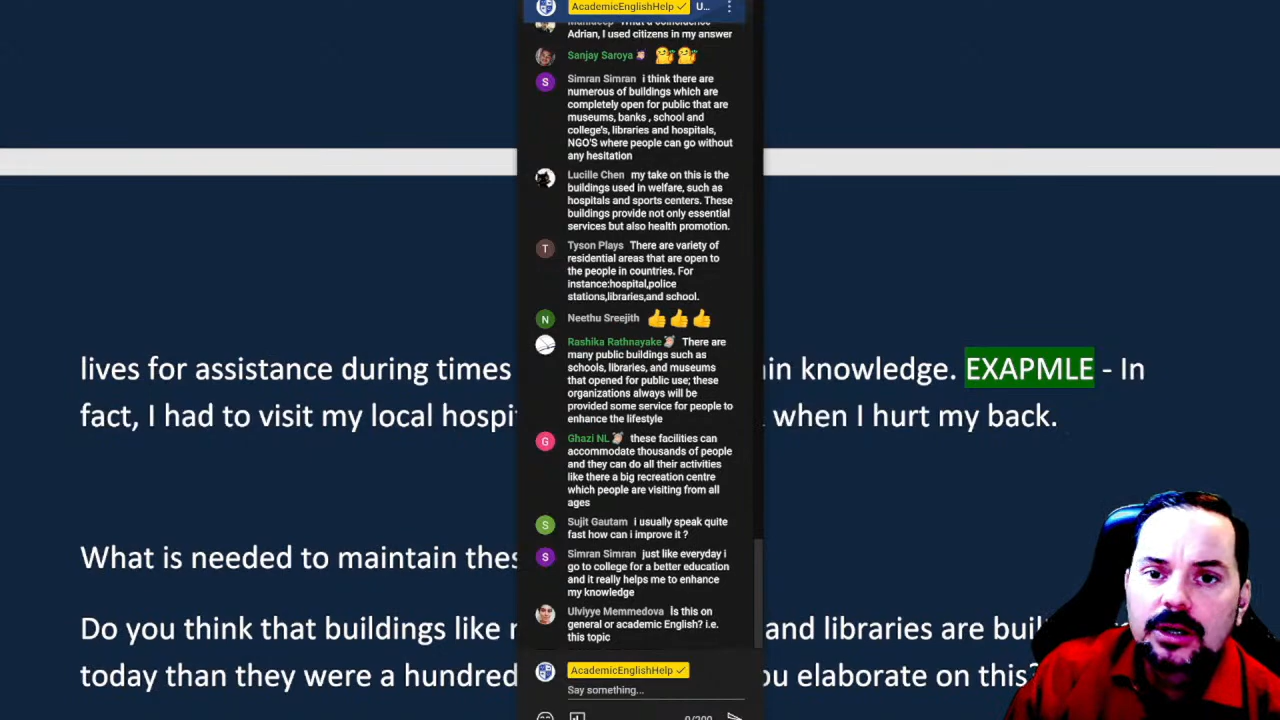 AcademicEnglishHelp ✓ U...
Mandeep What a coincidence
Adrian, I used citizens in my answer
Sanjay Saroya
S Simran Simran i think there are
numerous of buildings which are
completely open for public that are
museums, banks , school and
college's, libraries and hospitals,
NGO'S where people can go without
any hesitation
Lucille Chen my take on this is the
buildings used in welfare, such as
hospitals and sports centers. These
buildings provide not only essential
services but also health promotion.
T Tyson Plays There are variety of
residential areas that are open to
the people in countries. For
instance:hospital,police
stations,libraries,and school.
N Neethu Sreejith 👍👍👍
Rashika Rathnayake There are
many public buildings such as
schools, libraries, and museums
that opened for public use; these
organizations always will be
provided some service for people to
enhance the lifestyle
G Ghazi NL these facilities can
accommodate thousands of people
and they can do all their activities
like there a big recreation centre
which people are visiting from all
ages
S Sujit Gautam i usually speak quite
fast how can i improve it ?
S Simran Simran just like everyday i
go to college for a better education
and it really helps me to enhance
my knowledge
Ulviyye Memmedova İs this on
general or academic English? i.e.
this topic
AcademicEnglishHelp ✓
Say something...
0/200
lives for assistance during times in knowledge. EXAPMLE - In
fact, I had to visit my local when I hurt my back.
What is needed to maintain
Do you think that buildings like and libraries are
today than they were a elaborate on this?